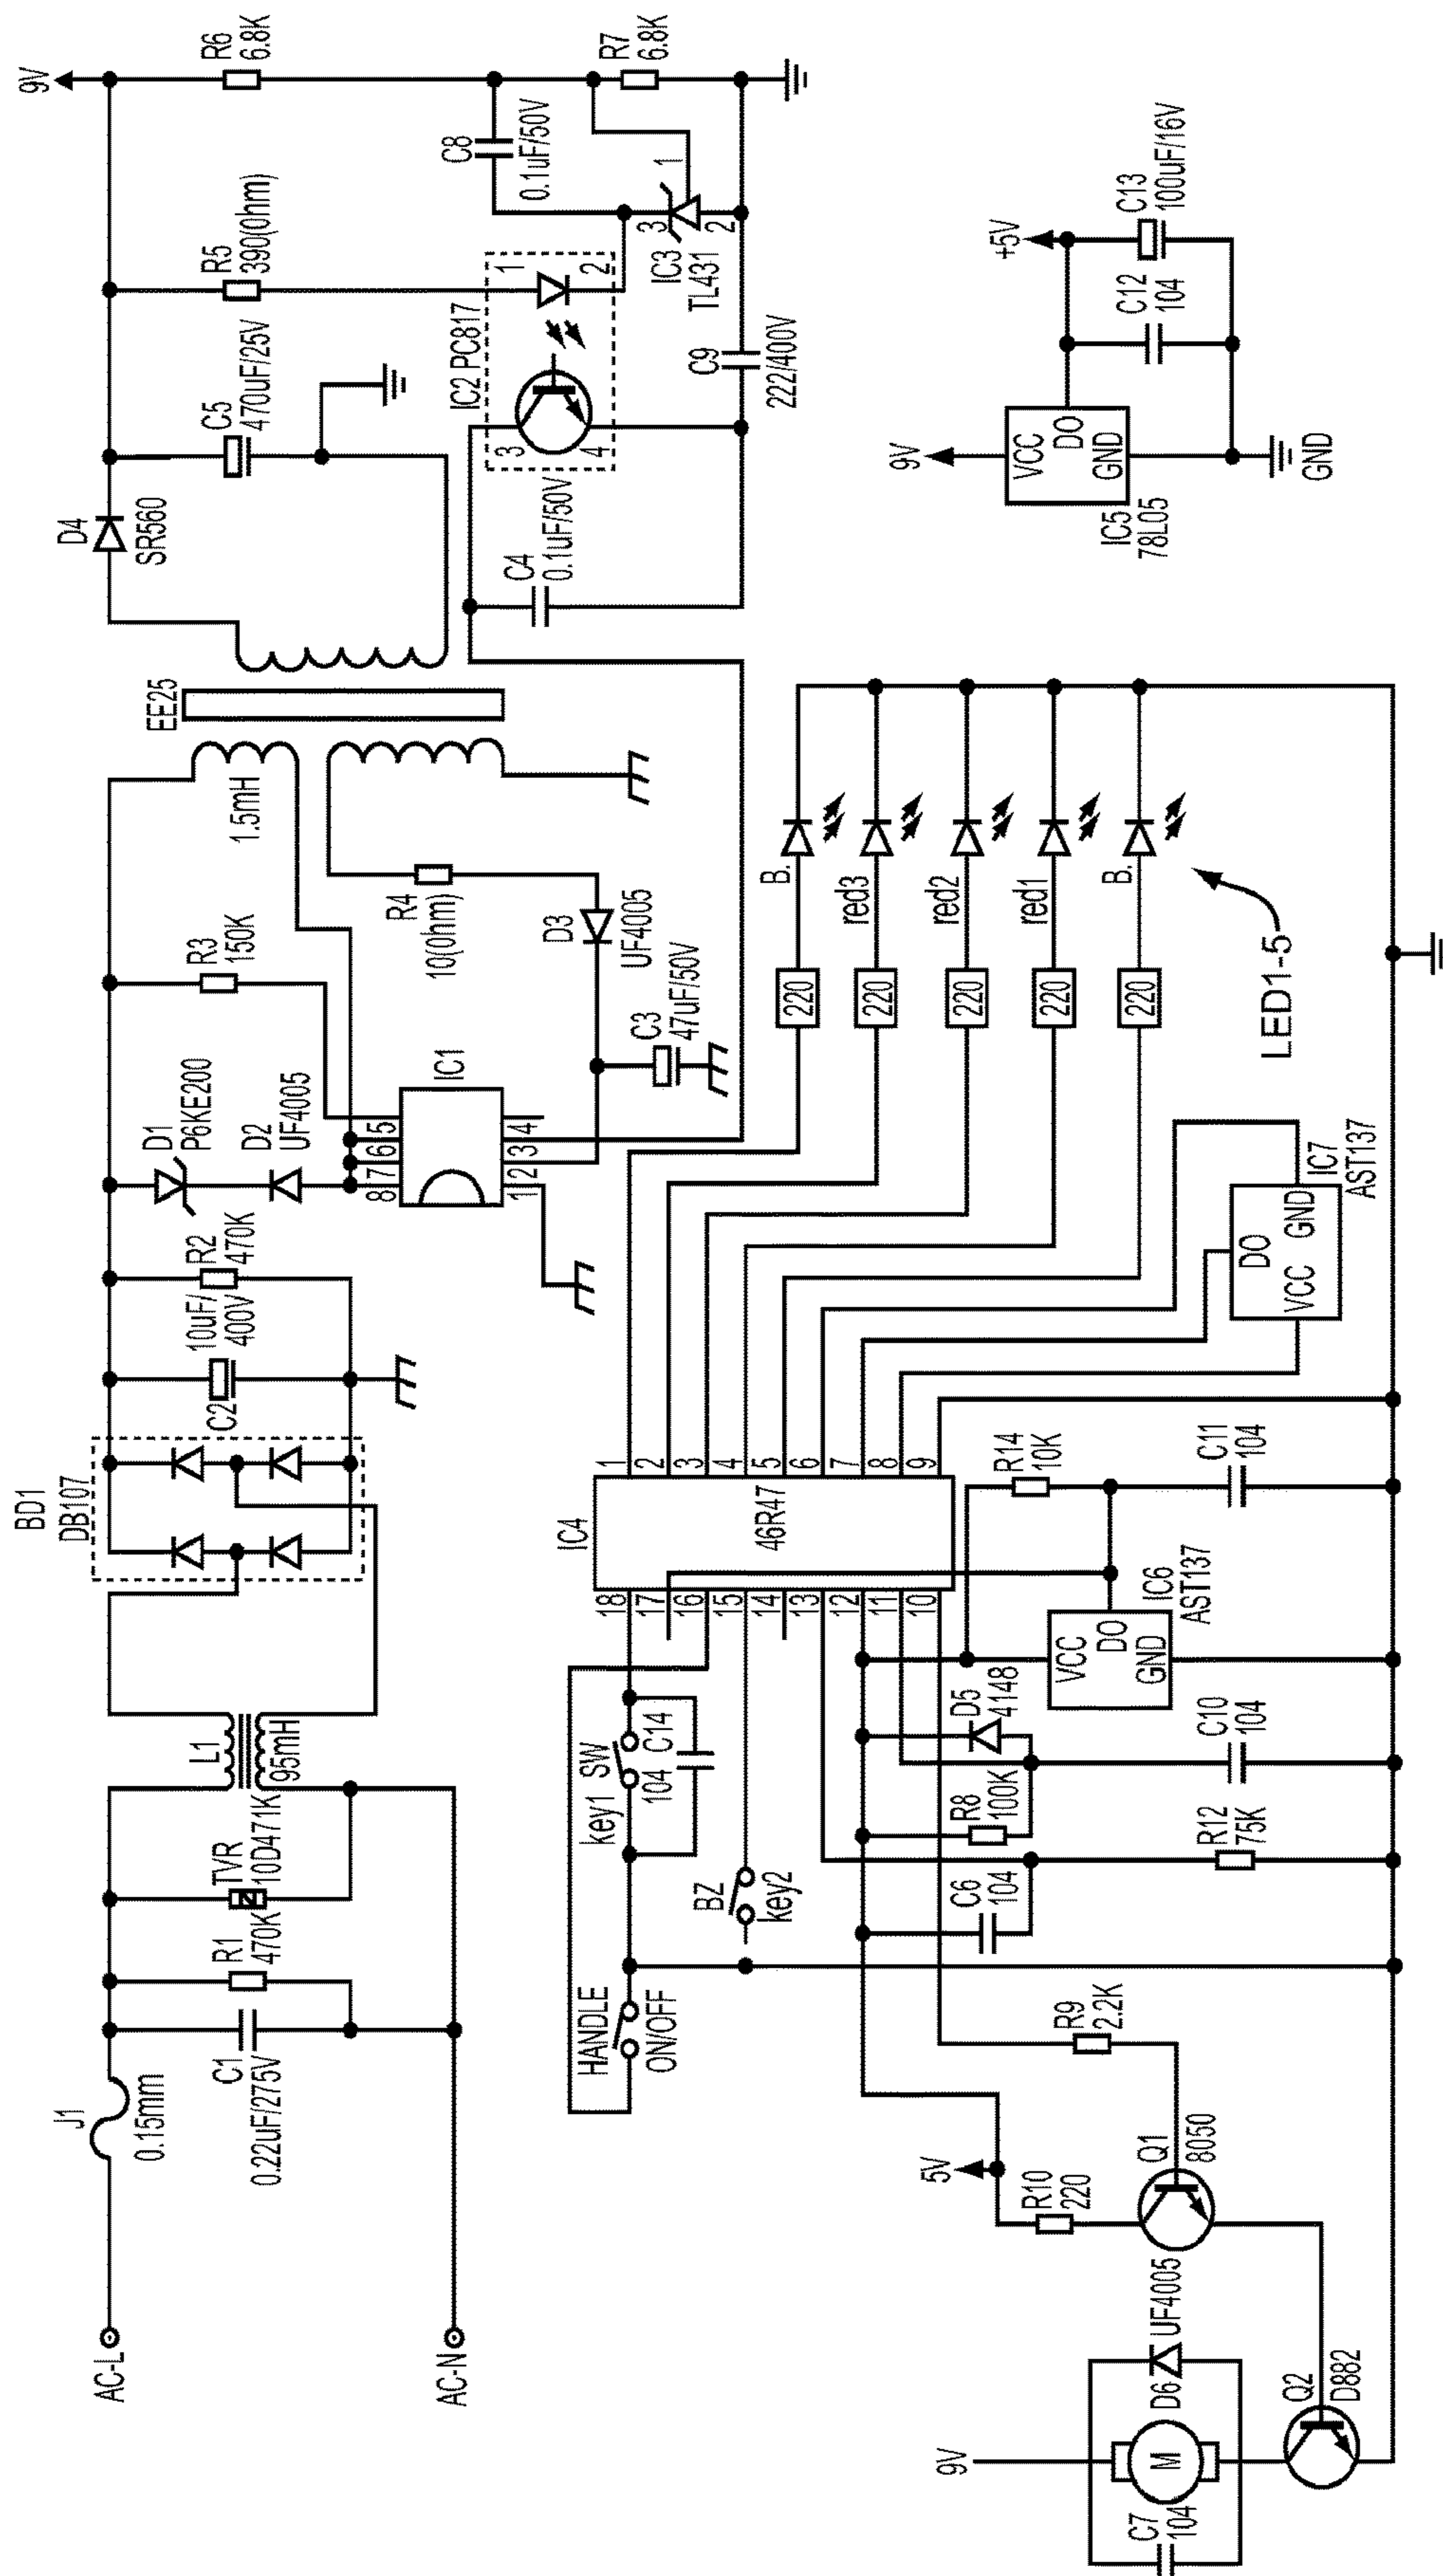 AC-L
AC-N
J1
0.15mm
C1
0.22uF/275V
R1
470K
TVR
10D471K
L1
95mH
BD1
DB107
C2
10uF/
400V
R2
470K
D1
P6KE200
D2
UF4005
R3
150K
8
7
6
5
1
2
3
4
IC1
1.5mH
EE25
R4
10(0hm)
D3
UF4005
C3
47uF/50V
D4
SR560
C5
470uF/25V
R5
390(0hm)
9V
R6
6.8K
R7
6.8K
C8
0.1uF/50V
IC2 PC817
1
2
3
4
IC3
TL431
1
3
2
C4
0.1uF/50V
C9
222/400V
HANDLE
ON/OFF
key1
SW
104
C14
BZ
key2
IC4
46R47
18
17
16
15
14
13
12
11
10
1
2
3
4
5
6
7
8
9
220
220
220
220
220
B.
red3
red2
red1
B.
LED1-5
IC7
AST137
VCC
DO
GND
9V
VCC
DO
GND
IC5
78L05
+5V
C12
104
C13
100uF/16V
GND
R14
10K
C11
104
IC6
AST137
VCC
DO
GND
D5
4148
R8
100K
C10
104
C6
104
R12
75K
R9
2.2K
5V
R10
220
Q1
8050
9V
M
C7
104
D6
UF4005
Q2
D882